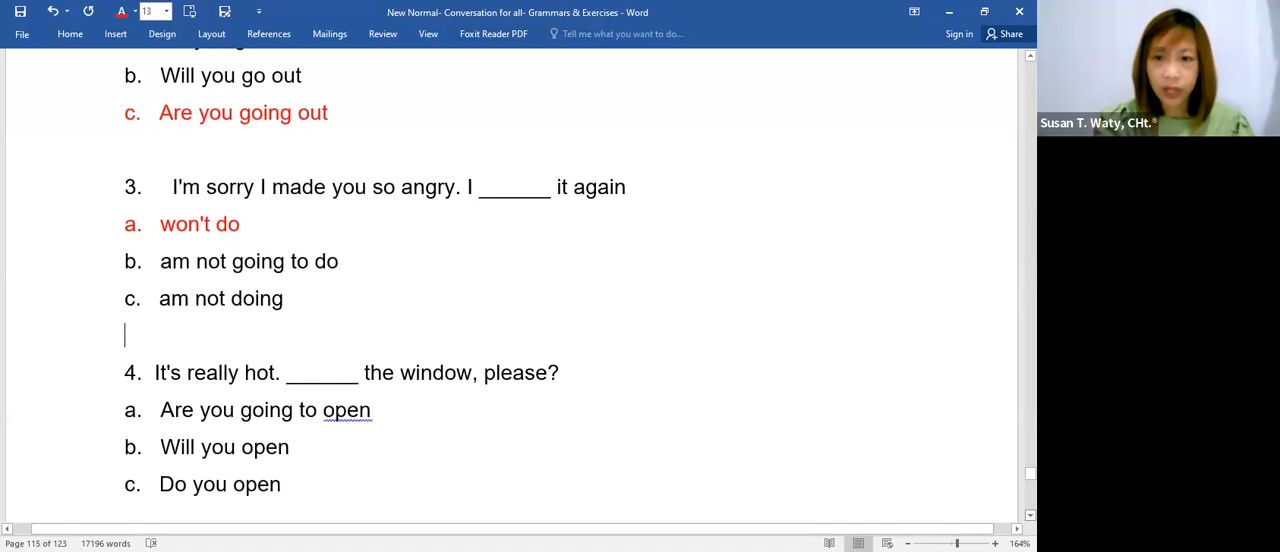 13
New Normal- Conversation for all- Grammars & Exercises - Word
File Home Insert Design Layout References Mailings Review View Foxit Reader PDF Tell me what you want to do... Sign in Share
b. Will you go out
c. Are you going out
3. I'm sorry I made you so angry. I ______ it again
a. won't do
b. am not going to do
c. am not doing
4. It's really hot. ______ the window, please?
a. Are you going to open
b. Will you open
c. Do you open
Page 115 of 123 17196 words 164%
Susan T. Waty, CHt.®